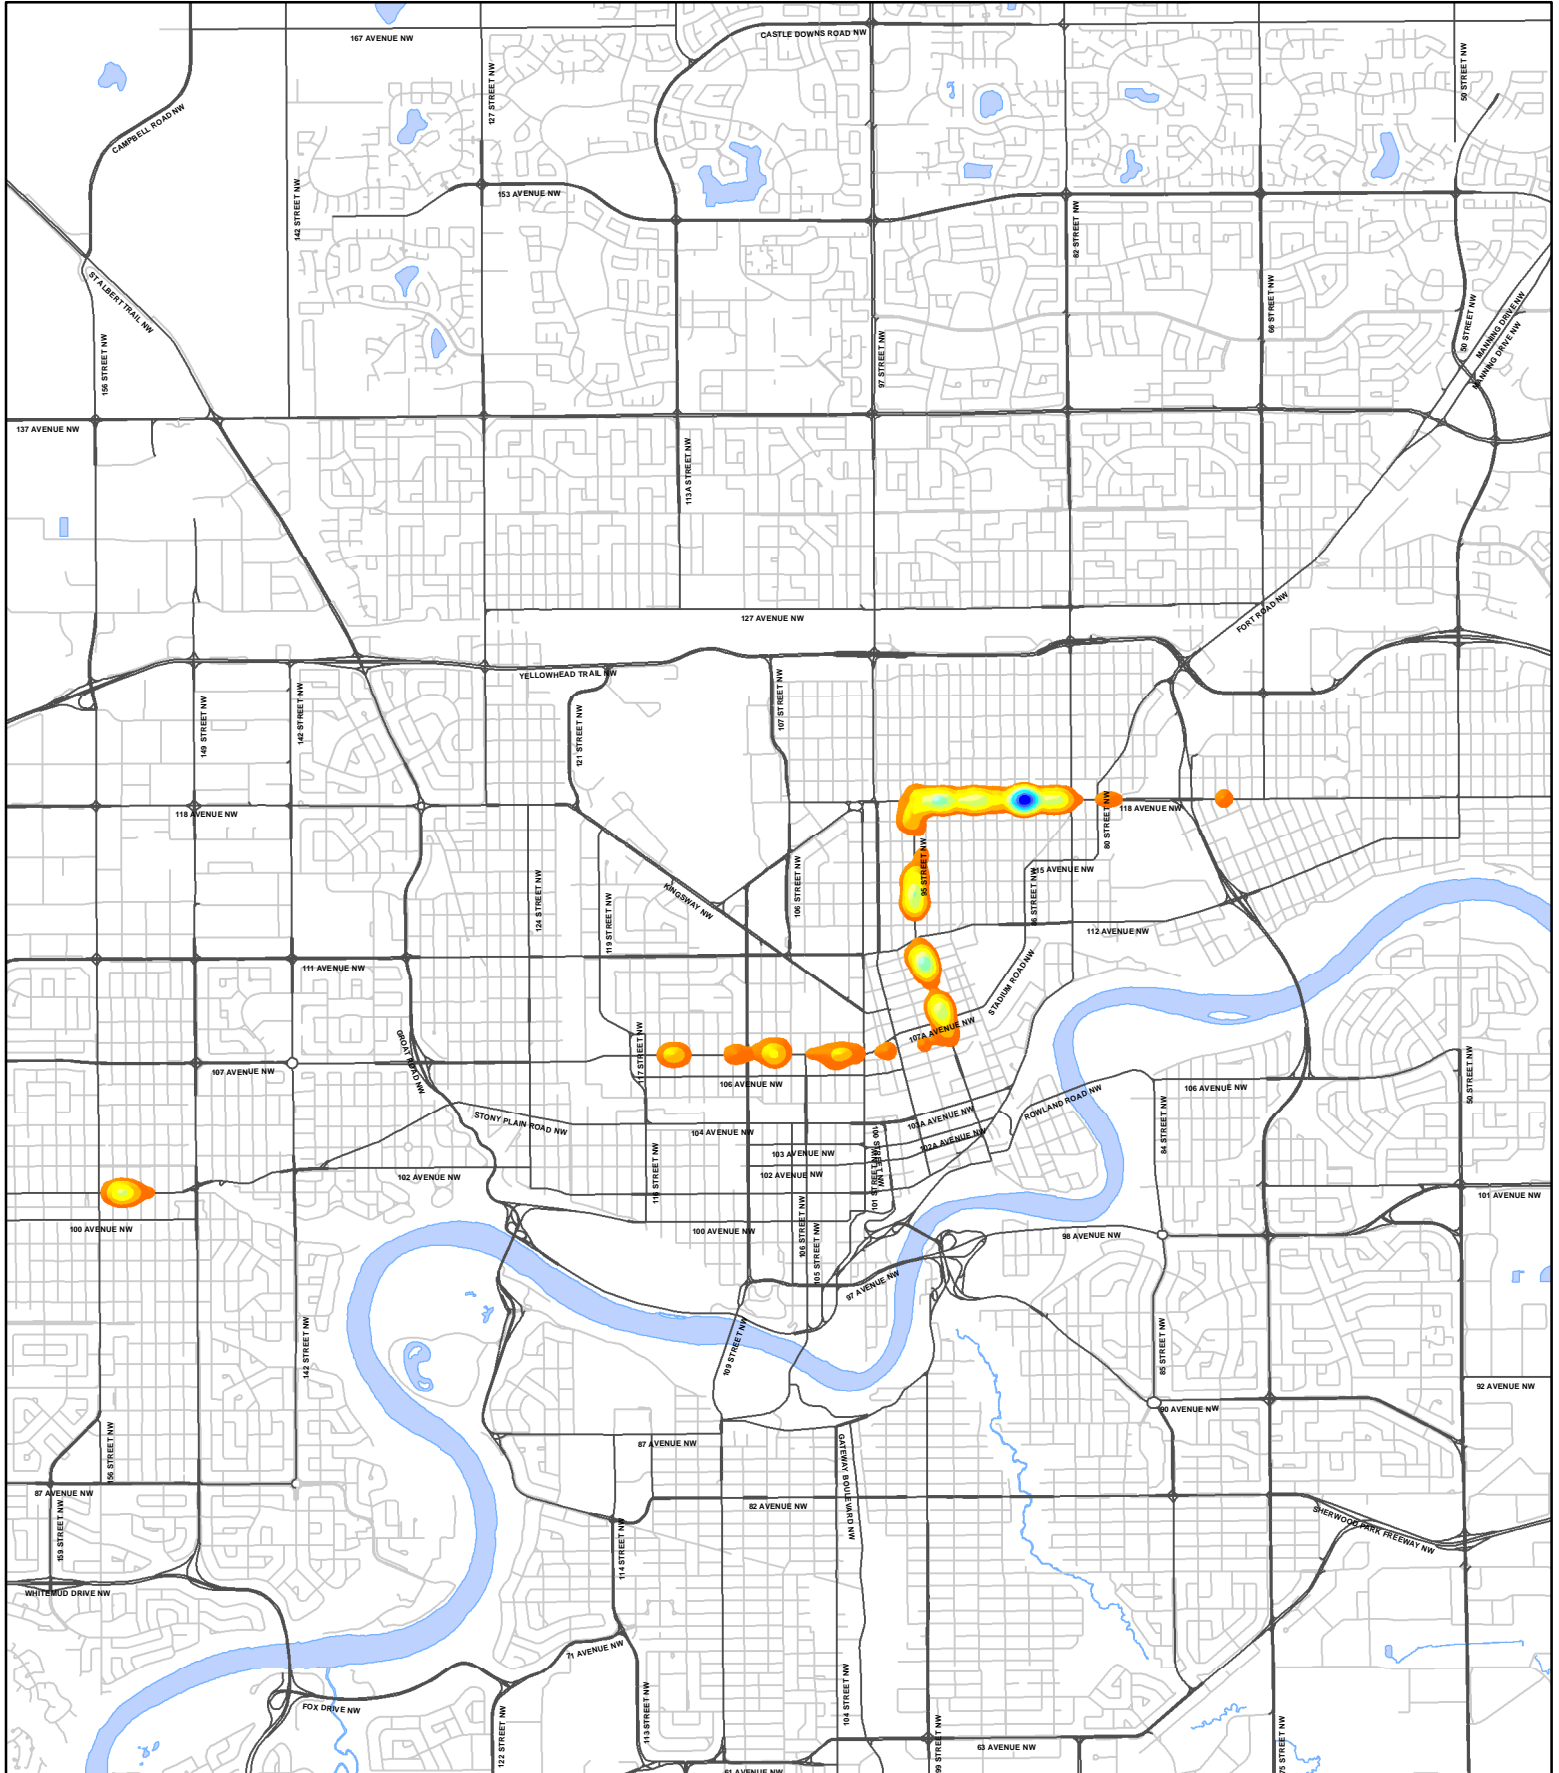 167 AVENUE NW
CASTLE DOWNS ROAD NW
50 STREET NW
127 STREET NW
CAMPBELL ROAD NW
153 AVENUE NW
142 STREET NW
82 STREET NW
ST ALBERT TRAIL NW
66 STREET NW
50 STREET NW
MANNING DRIVE NW
MANNING DRIVE NW
156 STREET NW
97 STREET NW
137 AVENUE NW
113A STREET NW
127 AVENUE NW
FORT ROAD NW
YELLOWHEAD TRAIL NW
149 STREET NW
142 STREET NW
121 STREET NW
107 STREET NW
118 AVENUE NW
118 AVENUE NW
80 STREET NW
95 STREET NW
115 AVENUE NW
86 STREET NW
124 STREET NW
119 STREET NW
KINGSWAY NW
106 STREET NW
112 AVENUE NW
111 AVENUE NW
STADIUM ROAD NW
GROAT ROAD NW
117 STREET NW
107A AVENUE NW
107 AVENUE NW
106 AVENUE NW
106 AVENUE NW
50 STREET NW
ROWLAND ROAD NW
STONY PLAIN ROAD NW
104 AVENUE NW
103A AVENUE NW
84 STREET NW
103 AVENUE NW
102A AVENUE NW
100 STREET NW
102 AVENUE NW
102 AVENUE NW
116 STREET NW
101 STREET NW
101 AVENUE NW
100 AVENUE NW
100 AVENUE NW
106 STREET NW
105 STREET NW
98 AVENUE NW
97 AVENUE NW
109 STREET NW
142 STREET NW
85 STREET NW
92 AVENUE NW
90 AVENUE NW
156 STREET NW
87 AVENUE NW
GATEWAY BOULEVARD NW
87 AVENUE NW
82 AVENUE NW
SHERWOOD PARK FREEWAY NW
159 STREET NW
114 STREET NW
WHITEMUD DRIVE NW
71 AVENUE NW
FOX DRIVE NW
113 STREET NW
104 STREET NW
122 STREET NW
99 STREET NW
63 AVENUE NW
75 STREET NW
61 AVENUE NW